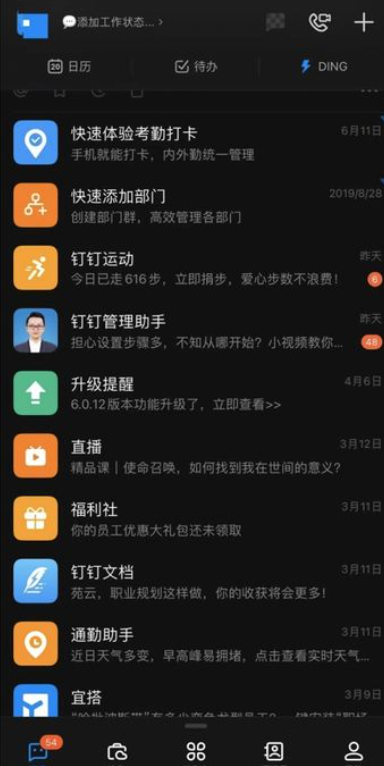 添加工作状态... >
20 日历
待办
DING
快速体验考勤打卡
6月11日
手机就能打卡，内外勤统一管理
快速添加部门
2019/8/28
创建部门群，高效管理各部门
钉钉运动
昨天
今日已走616步，立即捐步，爱心步数不浪费！
6
钉钉管理助手
昨天
担心设置步骤多，不知从哪开始？小视频教你...
48
升级提醒
4月6日
6.0.12版本功能升级了，立即查看>>
直播
3月12日
精品课｜使命召唤，如何找到我在世间的意义？
福利社
3月11日
你的员工优惠大礼包还未领取
钉钉文档
3月11日
苑云，职业规划这样做，你的收获将会更多！
通勤助手
3月11日
近日天气多变，早高峰易拥堵，点击查看实时天气...
宜搭
3月9日
54